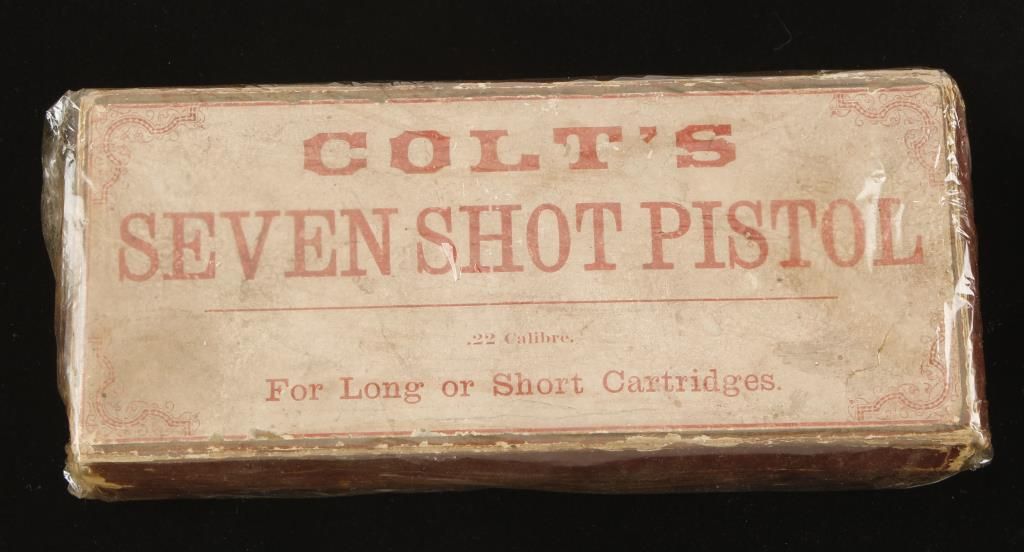 COLT'S
SEVEN SHOT PISTOL
.22 Calibre.
For Long or Short Cartridges.